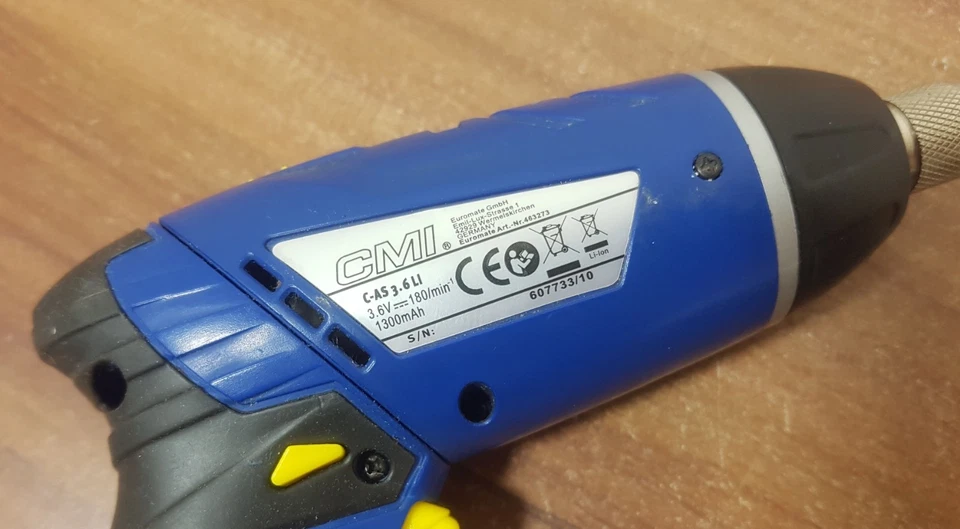 Euromate GmbH
Emil-Lux-Strasse 1
42929 Wermelskirchen
GERMANY
Euromate Art.-Nr.463273
CMI®
C-AS 3.6 LI
3.6V⎓180/min⁻¹
1300mAh
CE
Li-Ion
S/N:
607733/10